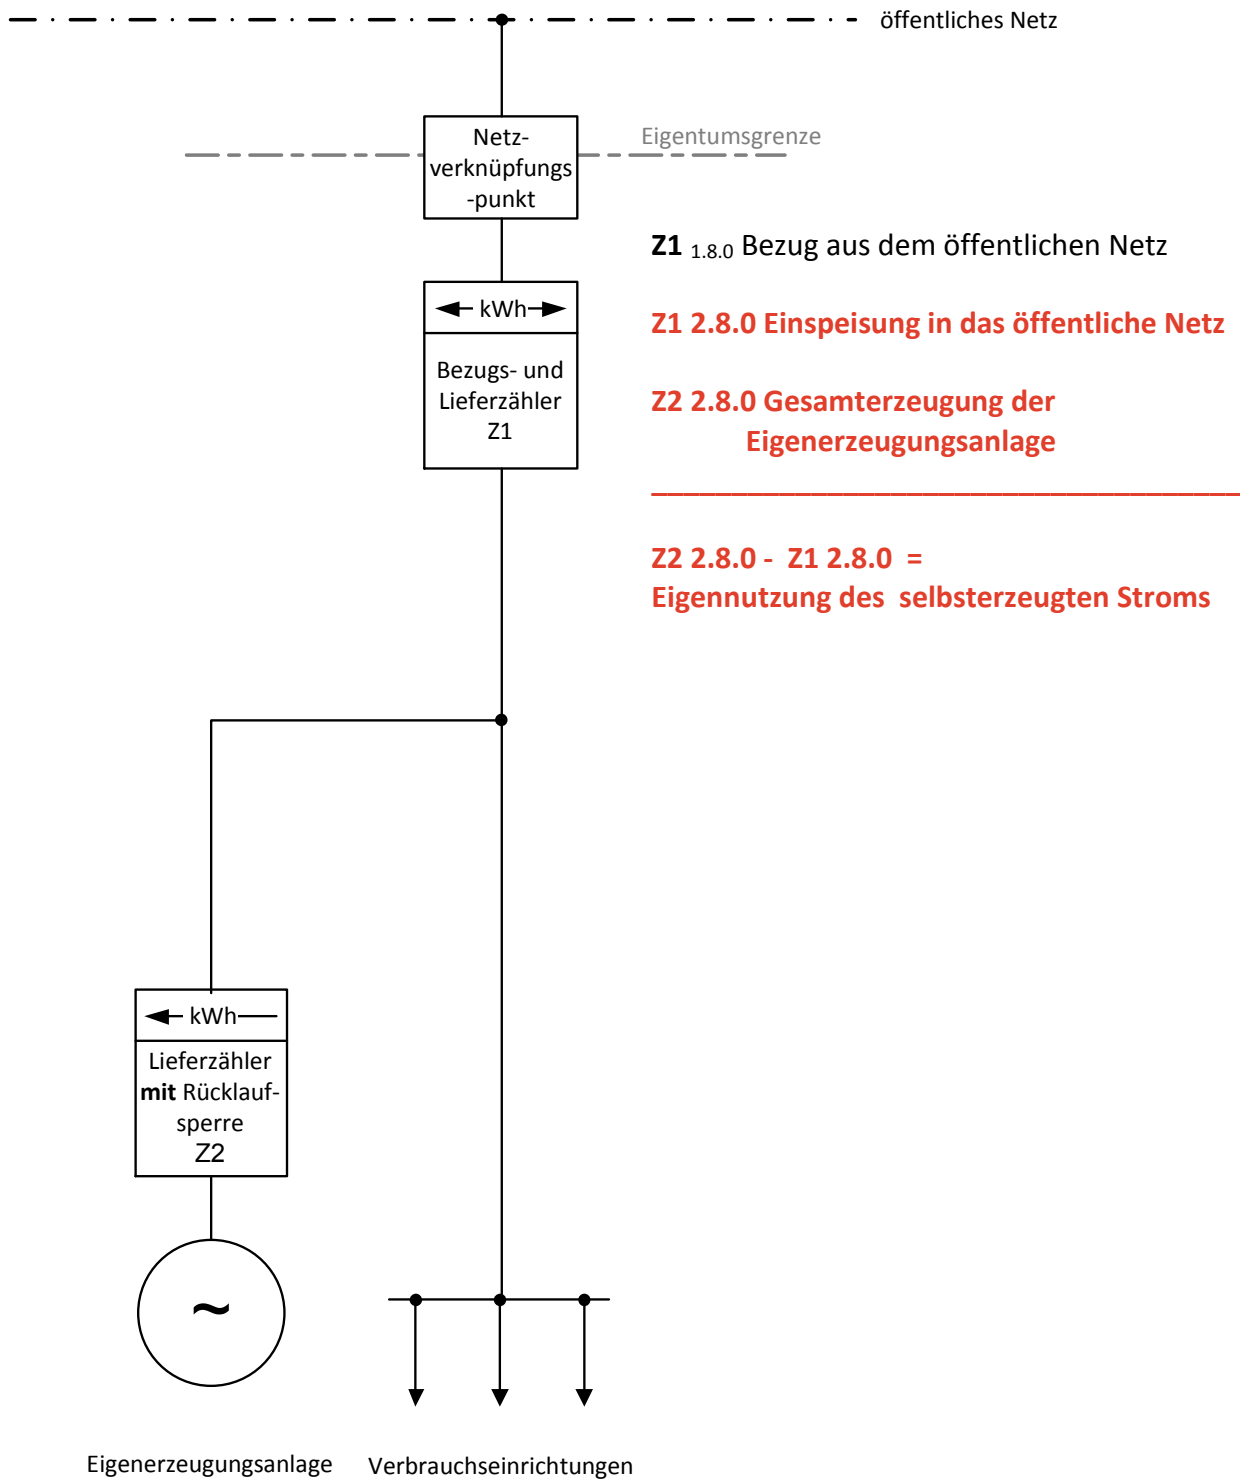 öffentliches Netz
Netz-
verknüpfungs
-punkt
Eigentumsgrenze
Z1 1.8.0 Bezug aus dem öffentlichen Netz
kWh
Bezugs- und
Lieferzähler
Z1
Z1 2.8.0 Einspeisung in das öffentliche Netz
Z2 2.8.0 Gesamterzeugung der
Eigenerzeugungsanlage
Z2 2.8.0 - Z1 2.8.0 =
Eigennutzung des selbsterzeugten Stroms
kWh
Lieferzähler
mit Rücklauf-
sperre
Z2
~
Eigenerzeugungsanlage
Verbrauchseinrichtungen